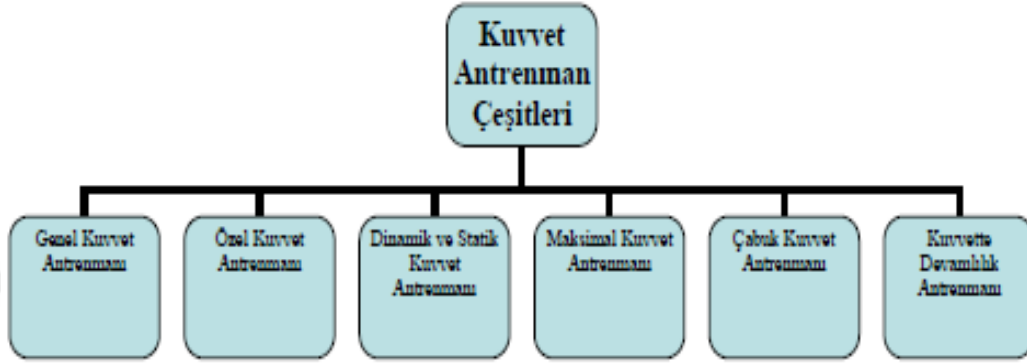 Kuvvet
Antrenman
Çeşitleri
Genel Kuvvet
Antrenmanı
Özel Kuvvet
Antrenmanı
Dinamik ve Statik
Kuvvet
Antrenmanı
Maksimal Kuvvet
Antrenmanı
Çabuk Kuvvet
Antrenmanı
Kuvvette
Devamlılık
Antrenmanı